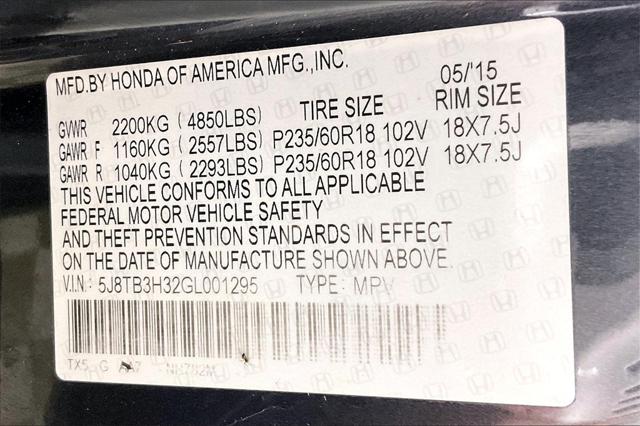 MFD.BY HONDA OF AMERICA MFG.,INC. 05/'15
TIRE SIZE RIM SIZE
GVWR 2200KG (4850LBS)
GAWR F 1160KG (2557LBS) P235/60R18 102V 18X7.5J
GAWR R 1040KG (2293LBS) P235/60R18 102V 18X7.5J
THIS VEHICLE CONFORMS TO ALL APPLICABLE
FEDERAL MOTOR VEHICLE SAFETY
AND THEFT PREVENTION STANDARDS IN EFFECT
ON THE DATE OF MANUFACTURE SHOWN ABOVE.
V.I.N: 5J8TB3H32GL001295 TYPE: MPV
TX5 G NH782M